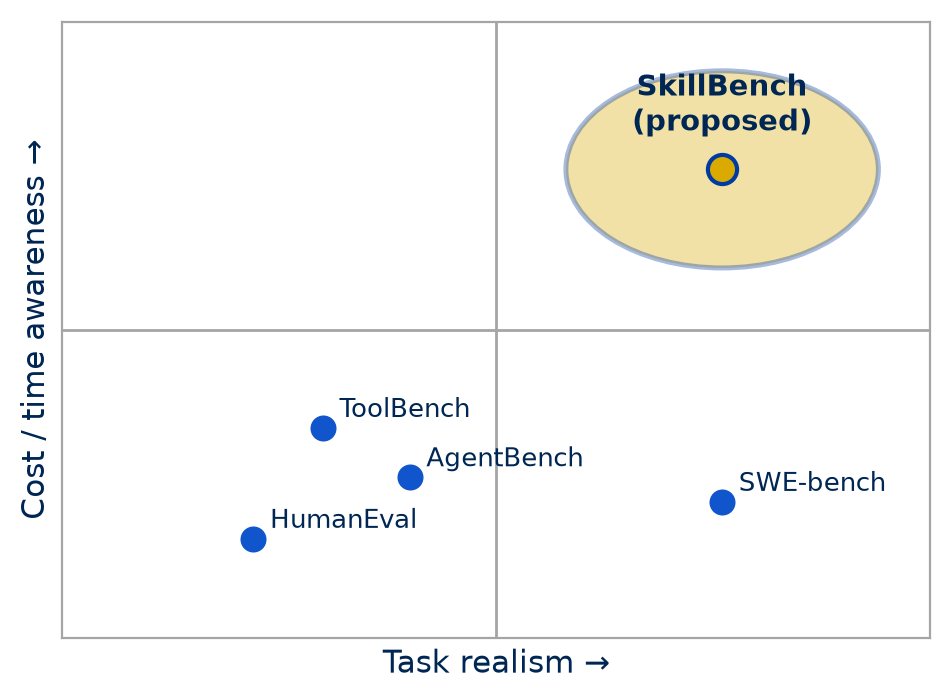 SkillBench
(proposed)
Cost / time awareness →
ToolBench
AgentBench
SWE-bench
HumanEval
Task realism →